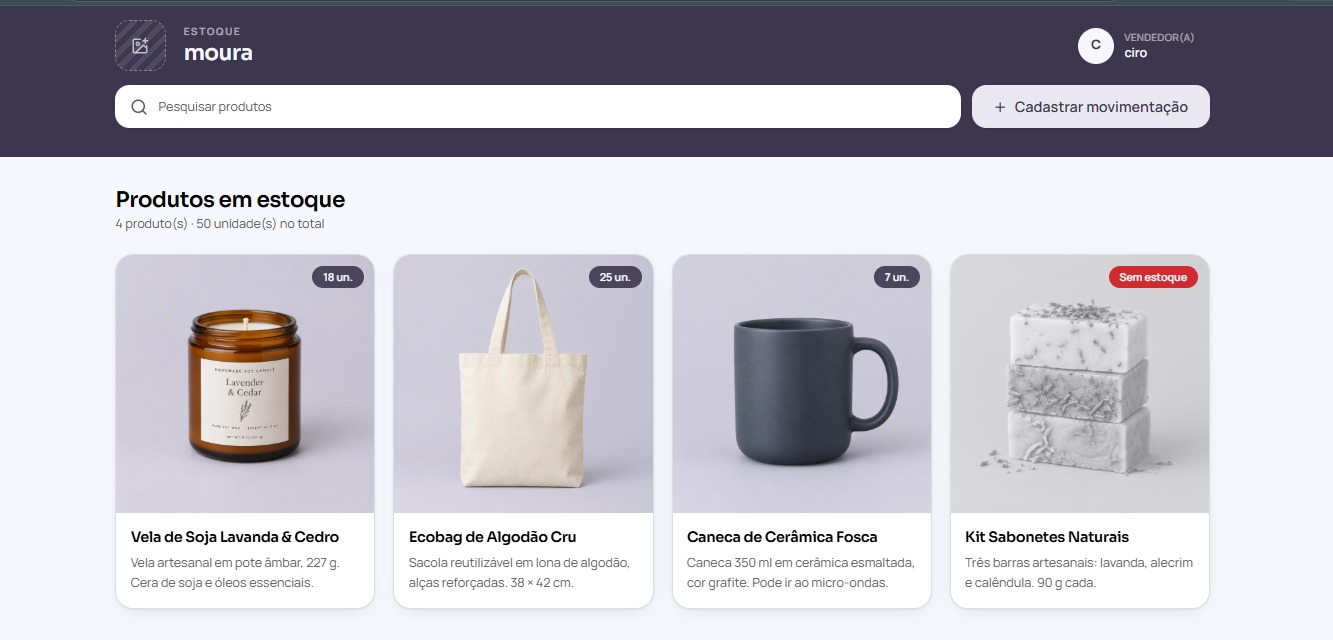 ESTOQUE
moura
C
VENDEDOR(A)
ciro
Pesquisar produtos
+ Cadastrar movimentação
Produtos em estoque
4 produto(s) · 50 unidade(s) no total
18 un.
HANDMADE SOY CANDLE
Lavender
& Cedar
Vela de Soja Lavanda & Cedro
Vela artesanal em pote âmbar, 227 g.
Cera de soja e óleos essenciais.
25 un.
Ecobag de Algodão Cru
Sacola reutilizável em lona de algodão,
alças reforçadas. 38 × 42 cm.
7 un.
Caneca de Cerâmica Fosca
Caneca 350 ml em cerâmica esmaltada,
cor grafite. Pode ir ao micro-ondas.
Sem estoque
Kit Sabonetes Naturais
Três barras artesanais: lavanda, alecrim
e calêndula. 90 g cada.